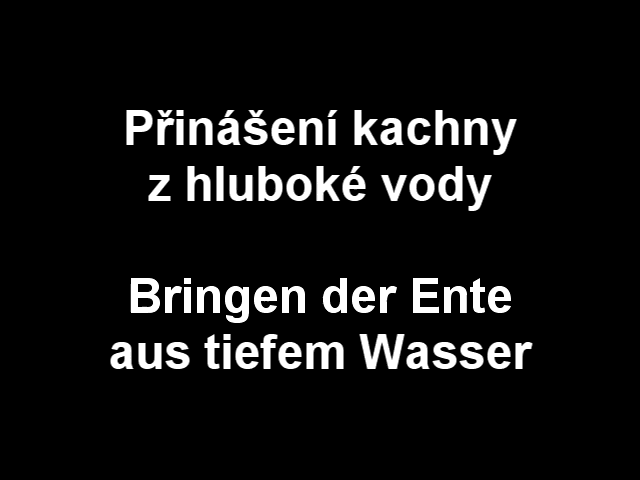 Přinášení kachny
z hluboké vody
Bringen der Ente
aus tiefem Wasser